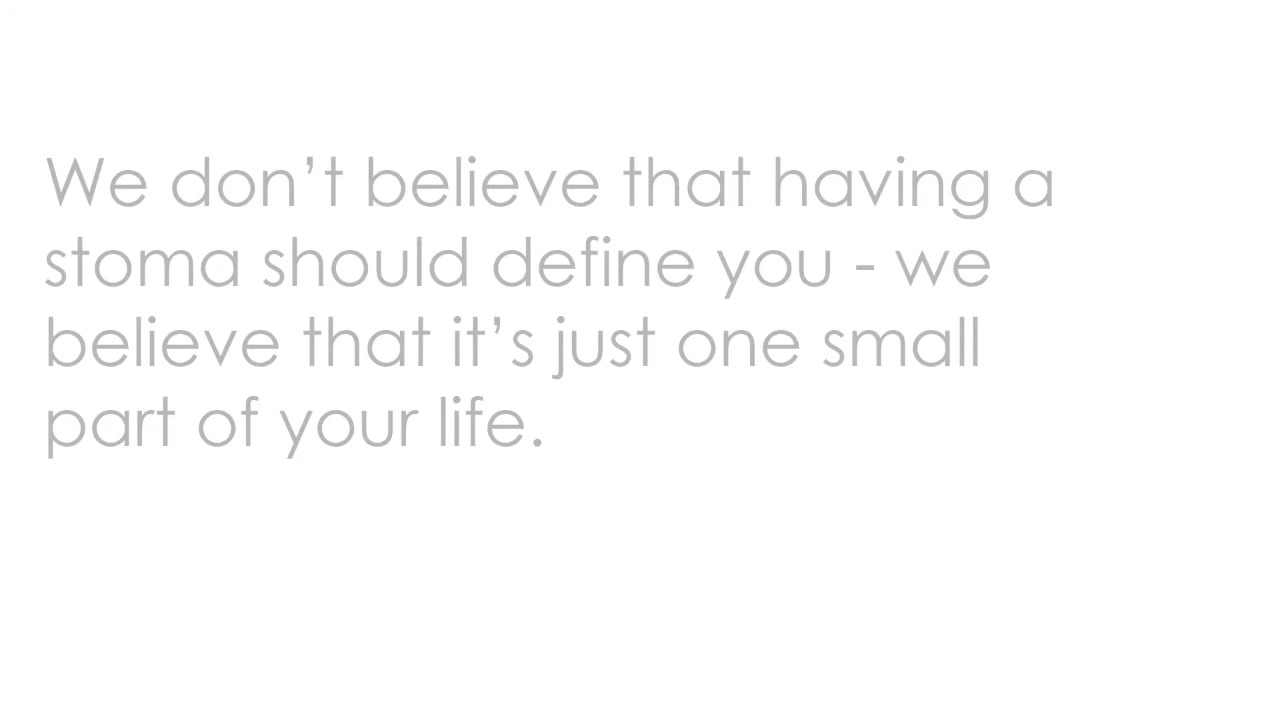 We don’t believe that having a
stoma should define you - we
believe that it’s just one small
part of your life.